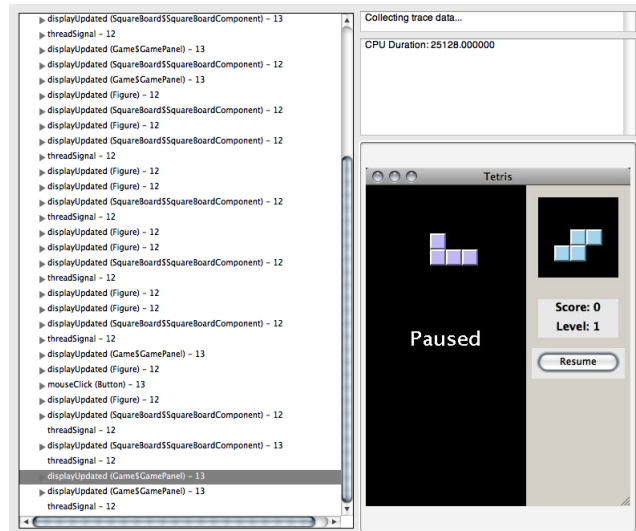 displayUpdated (SquareBoard$SquareBoardComponent) – 13
threadSignal – 12
displayUpdated (Game$GamePanel) – 13
displayUpdated (SquareBoard$SquareBoardComponent) – 12
displayUpdated (Game$GamePanel) – 13
displayUpdated (Figure) – 12
displayUpdated (SquareBoard$SquareBoardComponent) – 12
displayUpdated (Figure) – 12
displayUpdated (SquareBoard$SquareBoardComponent) – 12
threadSignal – 12
displayUpdated (Figure) – 12
displayUpdated (Figure) – 12
displayUpdated (SquareBoard$SquareBoardComponent) – 12
threadSignal – 12
displayUpdated (Figure) – 12
displayUpdated (Figure) – 12
displayUpdated (SquareBoard$SquareBoardComponent) – 12
threadSignal – 12
displayUpdated (Figure) – 12
displayUpdated (Figure) – 12
displayUpdated (SquareBoard$SquareBoardComponent) – 12
threadSignal – 12
displayUpdated (Game$GamePanel) – 13
displayUpdated (Figure) – 12
mouseClick (Button) – 13
displayUpdated (Figure) – 12
displayUpdated (SquareBoard$SquareBoardComponent) – 12
threadSignal – 12
displayUpdated (SquareBoard$SquareBoardComponent) – 13
threadSignal – 12
displayUpdated (Game$GamePanel) – 13
displayUpdated (Game$GamePanel) – 13
threadSignal – 12
Collecting trace data...
CPU Duration: 25128.000000
Tetris
Score: 0
Level: 1
Paused
Resume